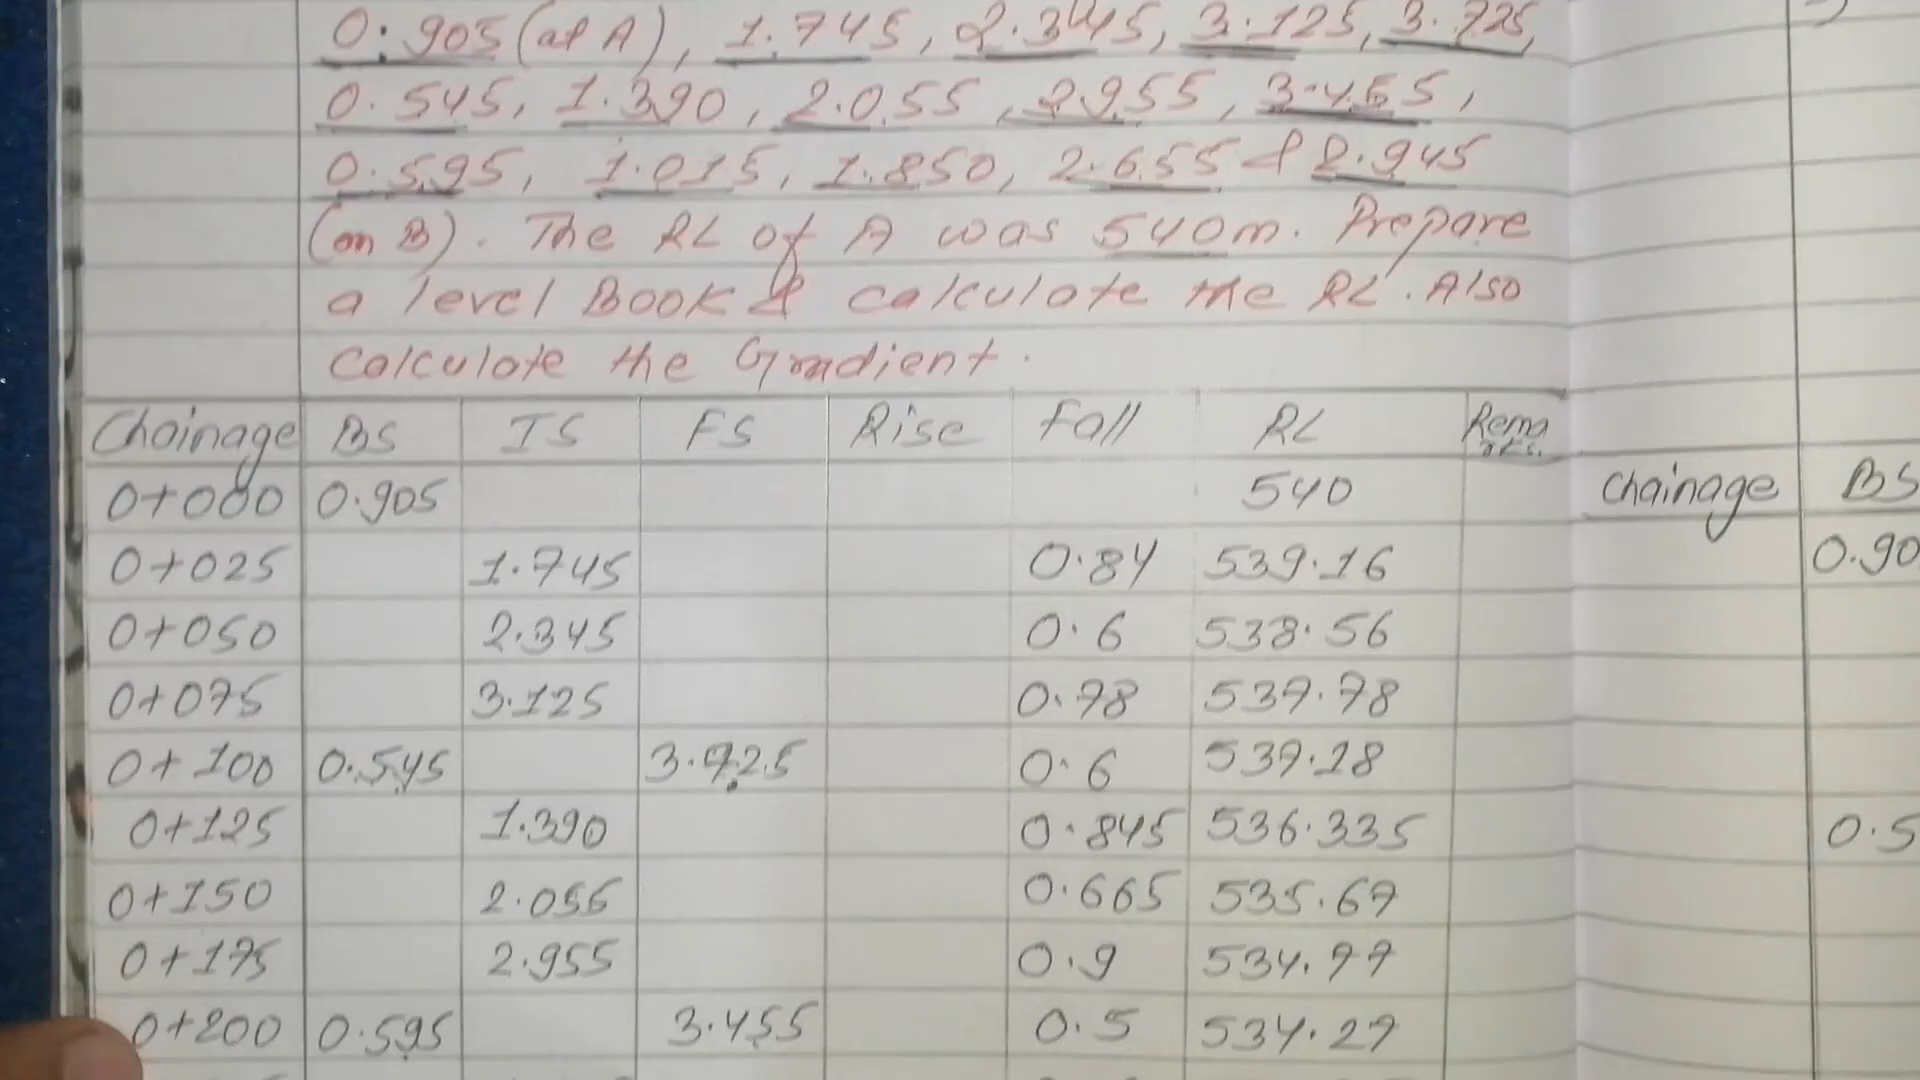 0.905 (at A), 1.745, 2.345, 3.125, 3.725,
0.545, 1.390, 2.055, 2955, 3.455,
0.595, 1.015, 1.850, 2.655 & 2.945
(on B). The RL of A was 540m. Prepare
a level Book & calculate the RL. Also
calculate the Gradient.
Chainage BS IS FS Rise Fall RL Remarks.
0+000 0.905 540
0+025 1.745 0.84 539.16
0+050 2.345 0.6 538.56
0+075 3.125 0.78 537.78
0+100 0.545 3.725 0.6 537.18
0+125 1.390 0.845 536.335
0+150 2.055 0.665 535.67
0+175 2.955 0.9 534.77
0+200 0.595 3.455 0.5 534.27
Chainage BS
0.90
0.5